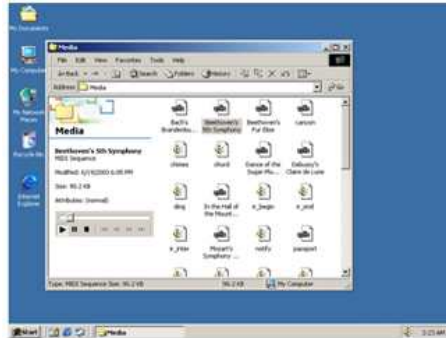 My Documents
My Computer
My Network
Places
Recycle Bin
Internet
Explorer
Media
File Edit View Favorites Tools Help
Back Search Folders History
Address Media Go
Media
Beethoven's 5th Symphony
MIDI Sequence
Modified: 6/19/2003 6:05 PM
Size: 90.2 KB
Attributes: (normal)
Bach's
Brandenbu...
Beethoven's
5th Symphony
Beethoven's
Fur Elise
canyon
chimes
chord
Dance of the
Sugar-Plu...
Debussy's
Claire de Lune
ding
In the Hall of
the Mount...
ir_begin
ir_end
ir_inter
Mozart's
Symphony ...
notify
passport
Type: MIDI Sequence Size: 90.2 KB
90.2 KB
My Computer
Start
Media